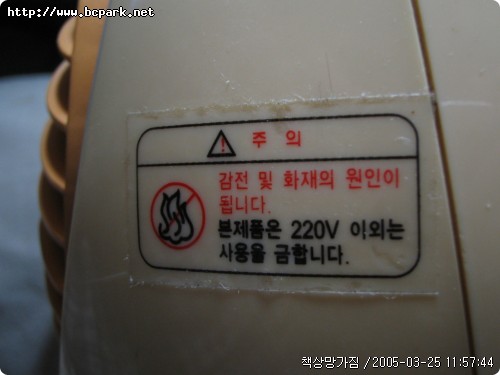 http://www.bcpark.net
주 의
감전 및 화재의 원인이
됩니다.
본제품은 220V 이외는
사용을 금합니다.
책상망가짐 /2005-03-25 11:57:44